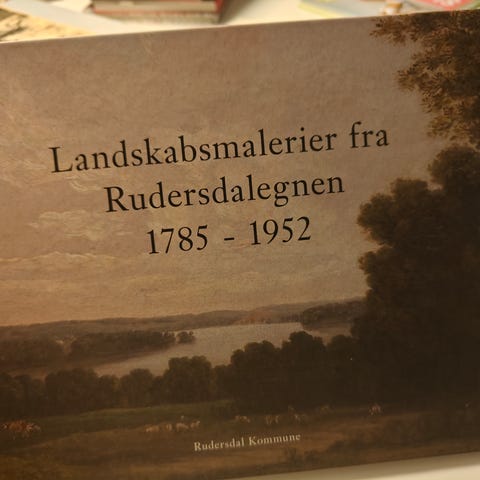 Landskabsmalerier fra
Rudersdalegnen
1785 - 1952
Rudersdal Kommune